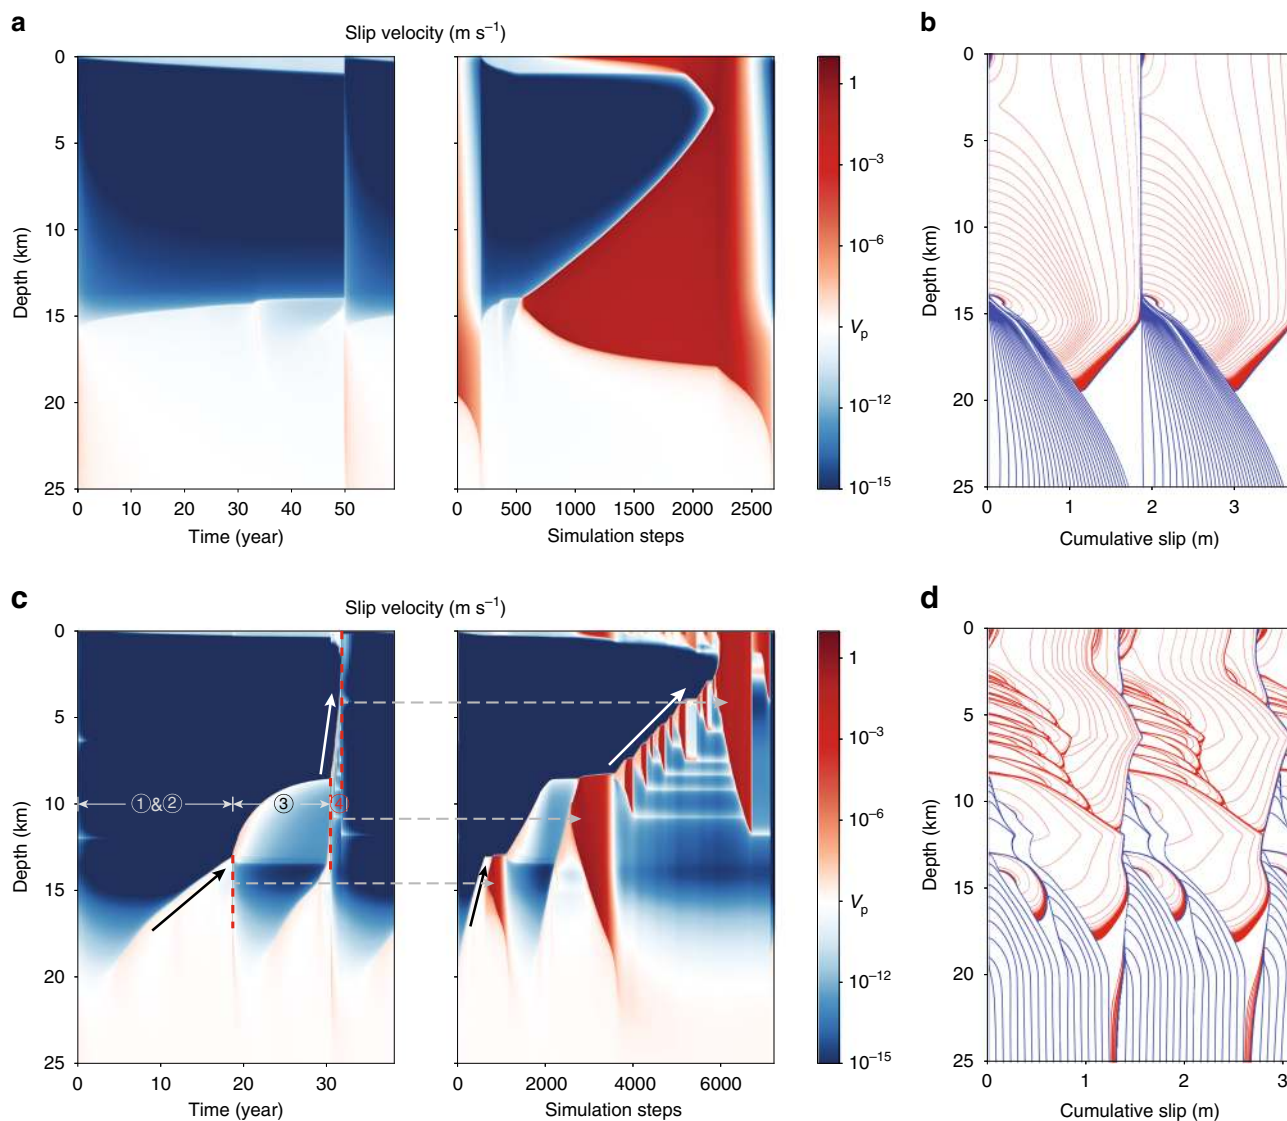 a
Slip velocity (m s⁻¹)
0
5
10
15
20
25
Depth (km)
0 10 20 30 40 50
Time (year)
0 500 1000 1500 2000 2500
Simulation steps
1
10⁻³
10⁻⁶
Vₚ
10⁻¹²
10⁻¹⁵
b
0
5
10
15
20
25
Depth (km)
0 1 2 3
Cumulative slip (m)
c
Slip velocity (m s⁻¹)
0
5
10
15
20
25
Depth (km)
①&② ③ ④
0 10 20 30
Time (year)
0 2000 4000 6000
Simulation steps
1
10⁻³
10⁻⁶
Vₚ
10⁻¹²
10⁻¹⁵
d
0
5
10
15
20
25
Depth (km)
0 1 2 3
Cumulative slip (m)